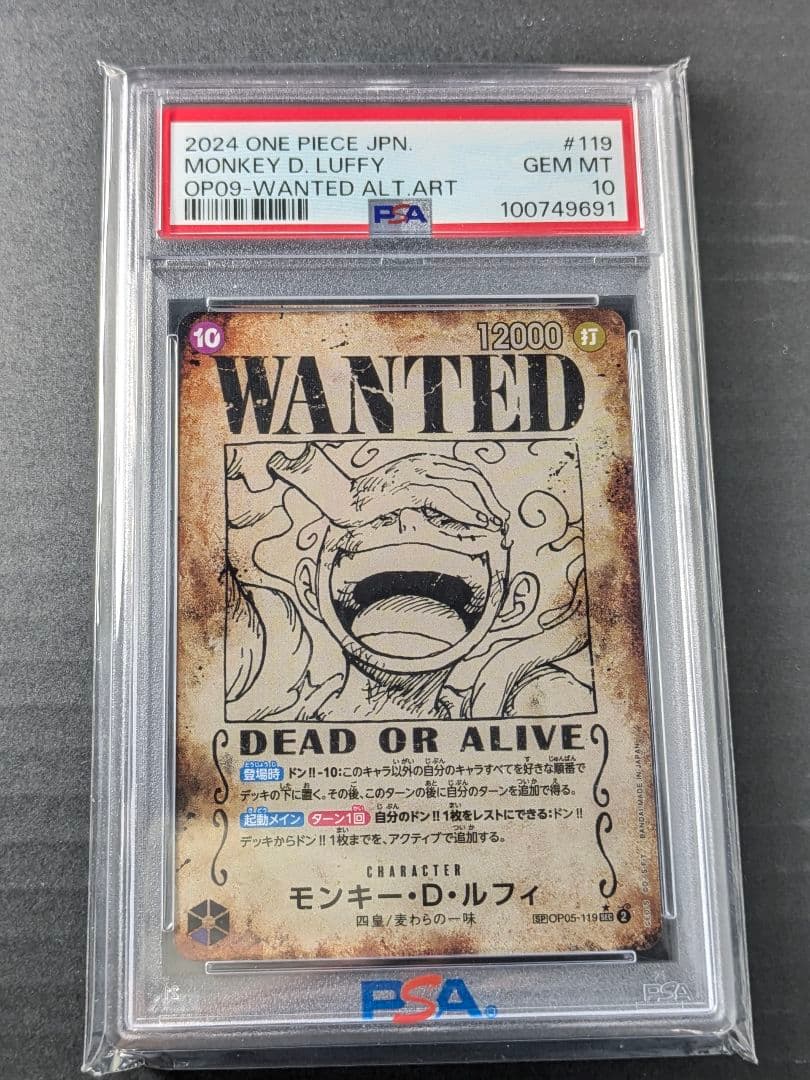 2024 ONE PIECE JPN. #119
MONKEY D. LUFFY GEM MT
OP09-WANTED ALT.ART 10
PSA 100749691
10 12000 打
WANTED
DEAD OR ALIVE
登場時 ドン!!-10:このキャラ以外の自分のキャラすべてを好きな順番で
デッキの下に置く。その後、このターンの後に自分のターンを追加で得る。
起動メイン ターン1回 自分のドン!!1枚をレストにできる:ドン!!
デッキからドン!!1枚までを、アクティブで追加する。
CHARACTER
モンキー・D・ルフィ
四皇/麦わらの一味
SP OP05-119 SEC 2
BANDAI MADE IN JAPAN
PSA
PSA